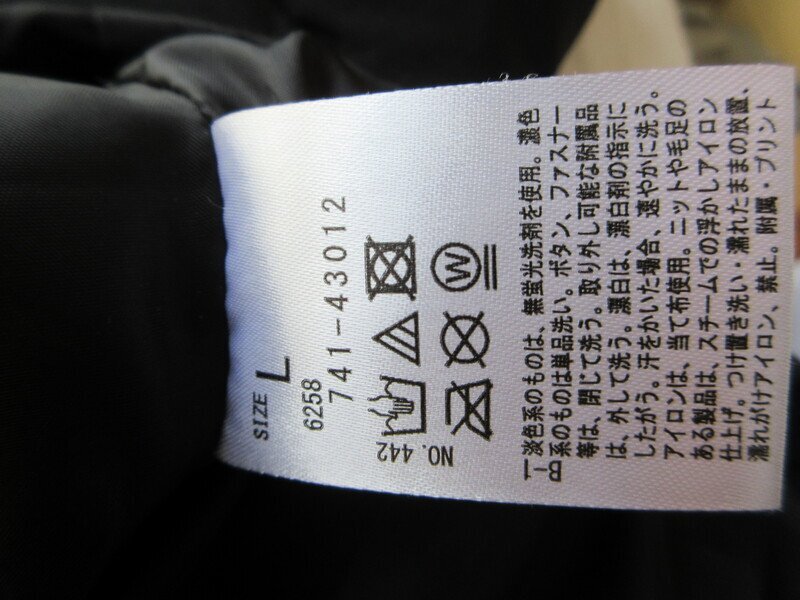 SIZE L
6258
741-43012
W
NO.442
淡色系のものは、無蛍光洗剤を使用。濃色
系のものは単品洗い。ボタン、ファスナー
等は、閉じて洗う。取り外し可能な附属品
は、外して洗う。漂白は、漂白剤の指示に
したがう。汗をかいた場合、速やかに洗う。
アイロンは、当て布使用。ニットや毛足の
ある製品は、スチームでの浮かしアイロン
仕上げ。つけ置き洗い・濡れたままの放置、
濡れがけアイロン、禁止。附属・プリント